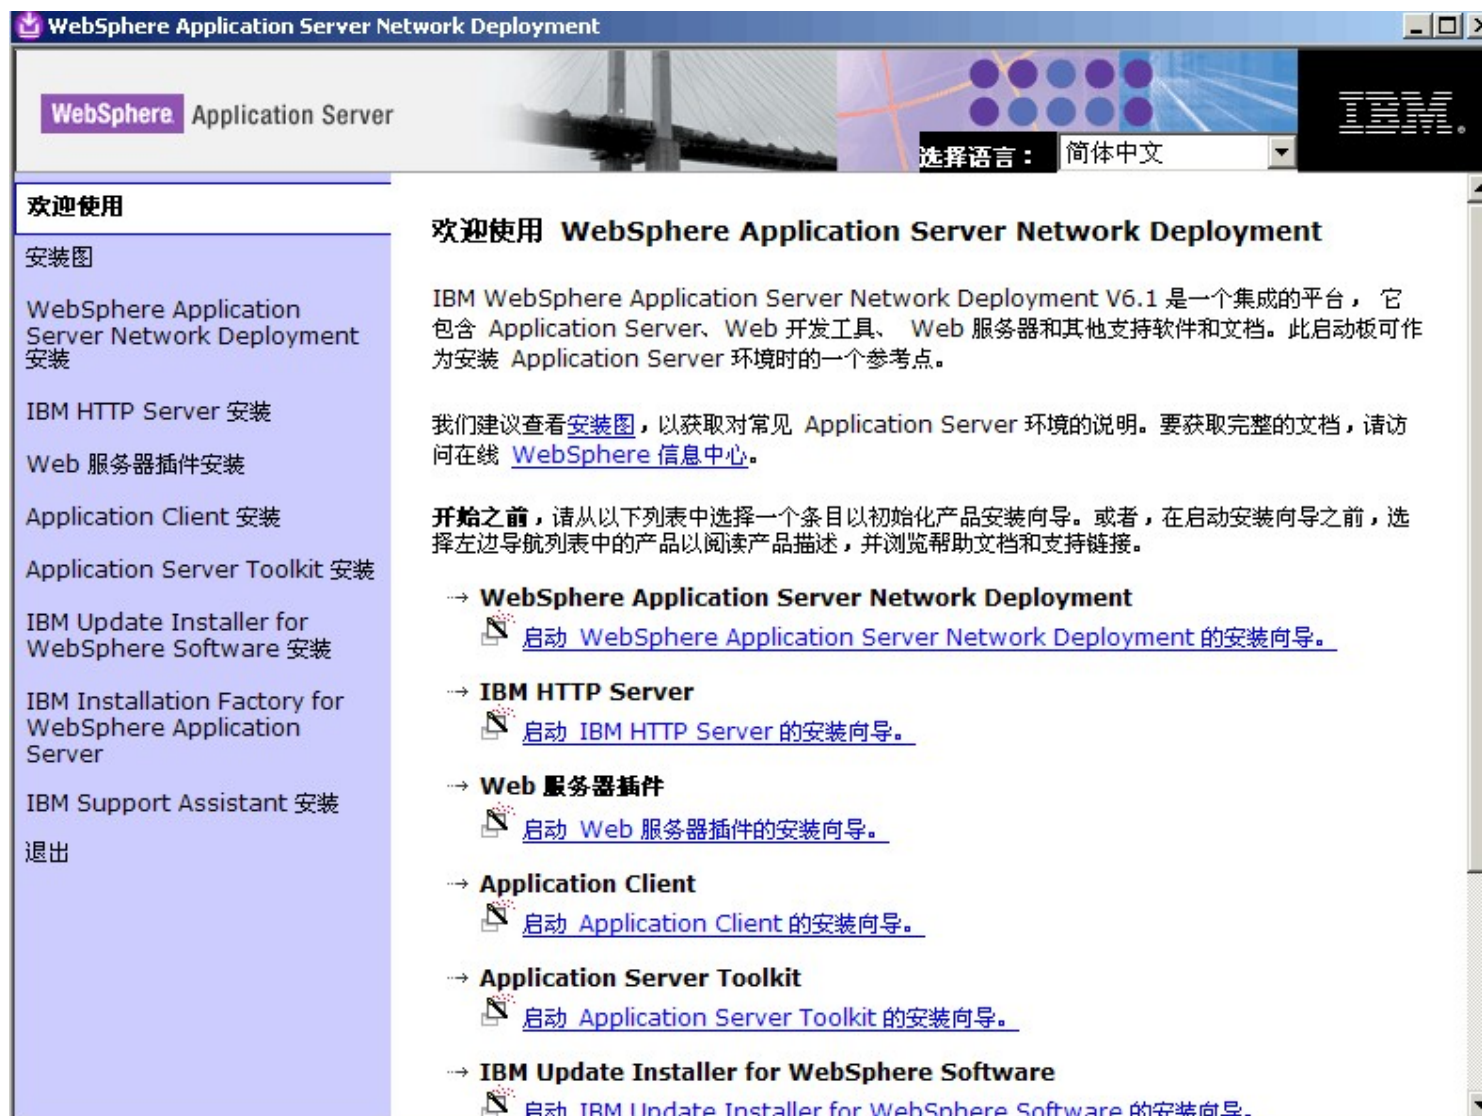 WebSphere Application Server Network Deployment
WebSphere Application Server
IBM
选择语言： 简体中文
欢迎使用
安装图
WebSphere Application
Server Network Deployment
安装
IBM HTTP Server 安装
Web 服务器插件安装
Application Client 安装
Application Server Toolkit 安装
IBM Update Installer for
WebSphere Software 安装
IBM Installation Factory for
WebSphere Application
Server
IBM Support Assistant 安装
退出
欢迎使用 WebSphere Application Server Network Deployment
IBM WebSphere Application Server Network Deployment V6.1 是一个集成的平台， 它
包含 Application Server、Web 开发工具、 Web 服务器和其他支持软件和文档。此启动板可作
为安装 Application Server 环境时的一个参考点。
我们建议查看安装图，以获取对常见 Application Server 环境的说明。要获取完整的文档，请访
问在线 WebSphere 信息中心。
开始之前，请从以下列表中选择一个条目以初始化产品安装向导。或者，在启动安装向导之前，选
择左边导航列表中的产品以阅读产品描述，并浏览帮助文档和支持链接。
WebSphere Application Server Network Deployment
启动 WebSphere Application Server Network Deployment 的安装向导。
IBM HTTP Server
启动 IBM HTTP Server 的安装向导。
Web 服务器插件
启动 Web 服务器插件的安装向导。
Application Client
启动 Application Client 的安装向导。
Application Server Toolkit
启动 Application Server Toolkit 的安装向导。
IBM Update Installer for WebSphere Software
启动 IBM Update Installer for WebSphere Software 的安装向导。